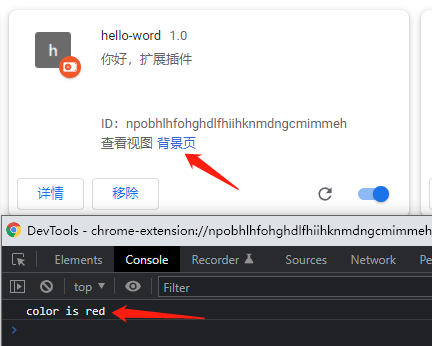 h
hello-word 1.0
你好，扩展插件
ID：npobhlhfohghdlfhiihknmdngcmimmeh
查看视图 背景页
详情 移除
DevTools - chrome-extension://npobhlhfohghdlfhiihknmdngcmimmeh
Elements Console Recorder Sources Network
top Filter
color is red